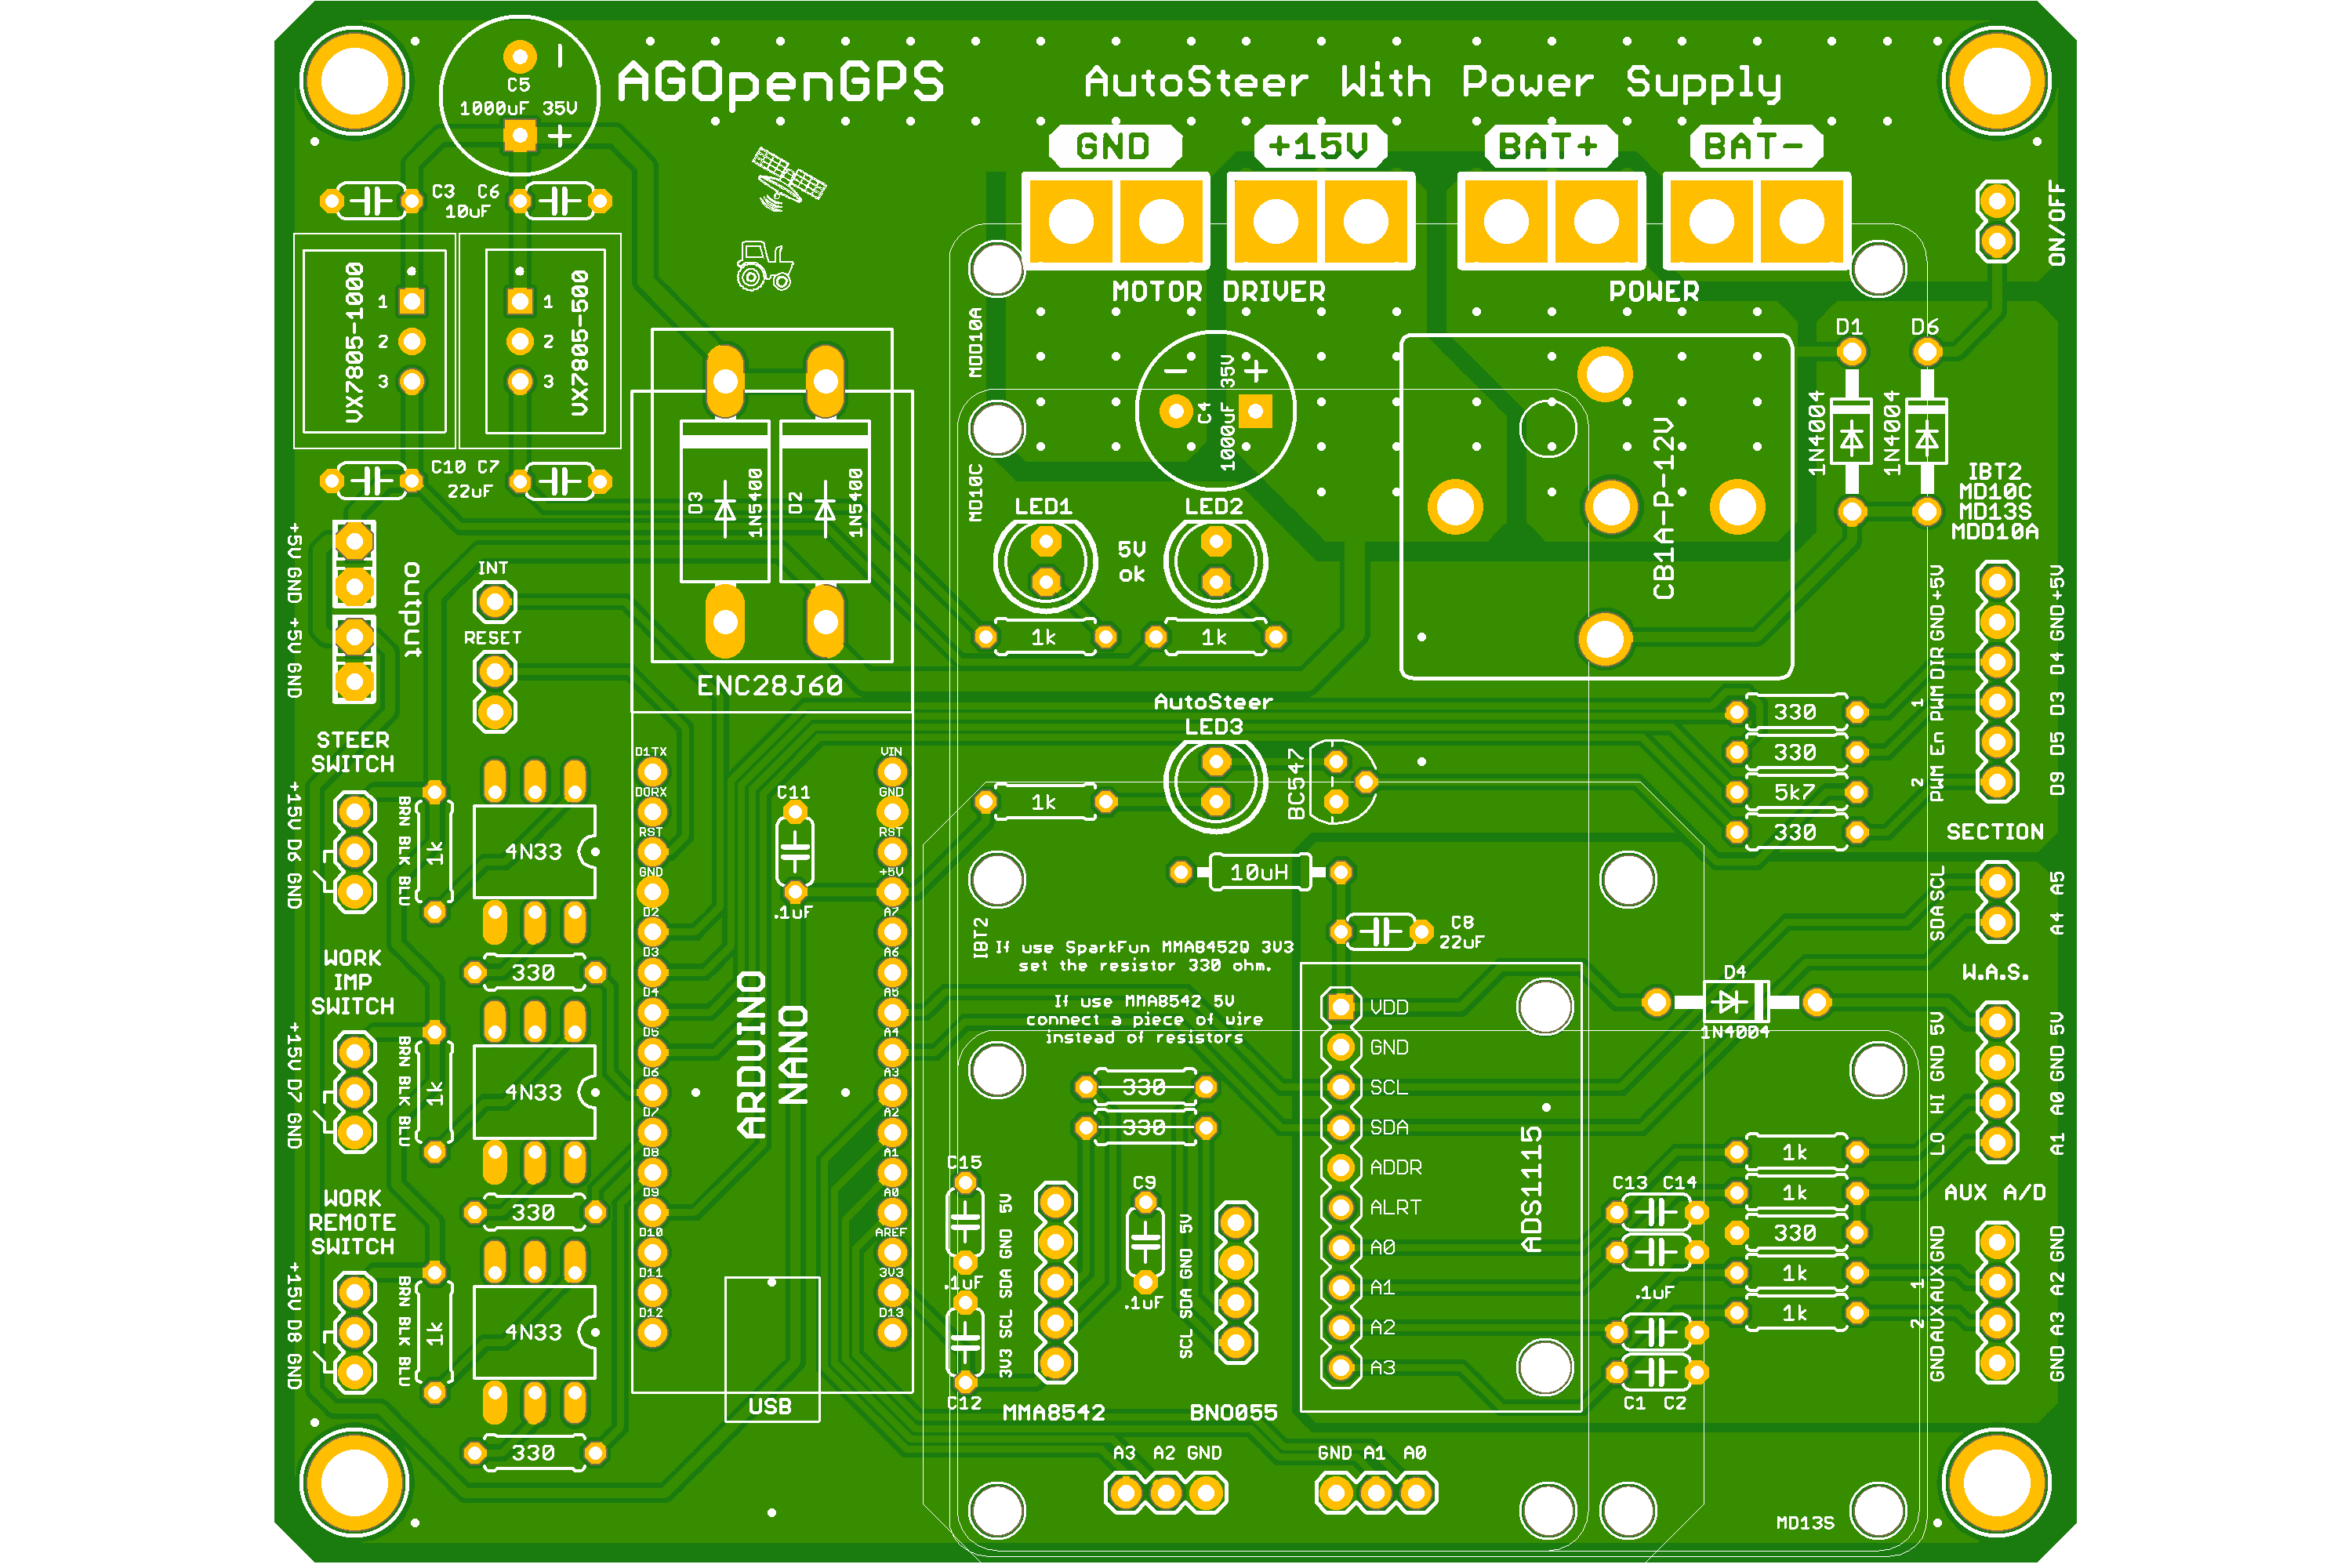 C5
1000uF 35V
AGOpenGPS
AutoSteer With Power Supply
GND
+15V
BAT+
BAT-
C3 C6
10uF
ON/OFF
MOTOR DRIVER
POWER
VX7805-1000
1
2
3
VX7805-500
1
2
3
MDD10A
C4
1000uF 35V
D1
D6
1N4004
1N4004
CB1A-P-12V
C10 C7
22uF
D3
1N5400
D2
1N5400
MD10C
LED1
LED2
5V
ok
1k
1k
IBT2
MD10C
MD13S
MDD10A
+5V GND +5V GND
output
INT
RESET
ENC28J60
AutoSteer
LED3
1k
BC547
330
330
5k7
330
PWM 2 En PWM 1 DIR GND +5V
D9 D5 D3 D4 GND +5V
STEER
SWITCH
+15V D6 GND
BRN BLK BLU
1k
4N33
330
C11
.1uF
SECTION
SDA SCL
A4 A5
10uH
C8
22uF
IBT2
If use SparkFun MMA8452Q 3V3
set the resistor 330 ohm.
If use MMA8542 5V
connect a piece of wire
instead of resistors
WORK
IMP
SWITCH
+15V D7 GND
BRN BLK BLU
1k
4N33
330
D1TX
DORX
RST
GND
D2
D3
D4
D5
D6
D7
D8
D9
D10
D11
D12
VIN
GND
RST
+5V
A7
A6
A5
A4
A3
A2
A1
A0
AREF
3V3
D13
ARDUINO
NANO
USB
D4
1N4004
W.A.S.
LO HI GND 5V
A1 A0 GND 5V
330
330
VDD
GND
SCL
SDA
ADDR
ALRT
A0
A1
A2
A3
ADS1115
WORK
REMOTE
SWITCH
+15V D8 GND
BRN BLK BLU
1k
4N33
330
C15
.1uF
C12
3V3 SCL SDA GND 5V
MMA8542
C9
.1uF
SCL SDA GND 5V
BNO055
C13 C14
.1uF
C1 C2
1k
1k
330
1k
1k
AUX A/D
GND AUX 2 AUX 1 GND
GND A3 A2 GND
A3 A2 GND
GND A1 A0
MD13S